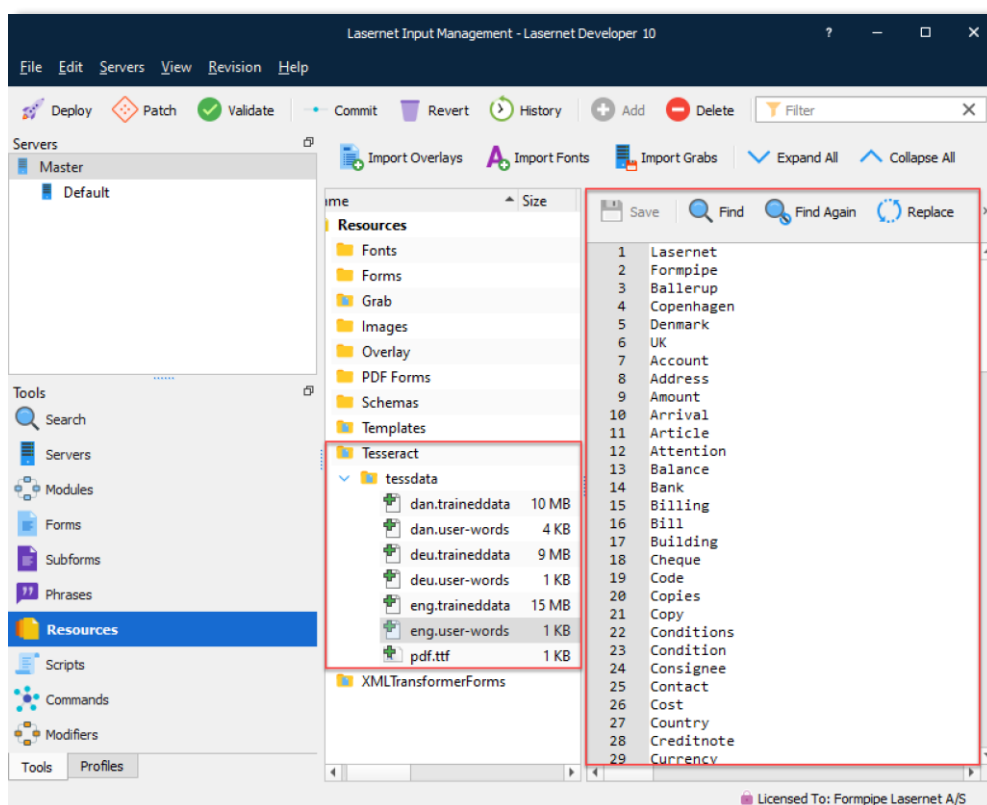 Lasernet Input Management - Lasernet Developer 10
File Edit Servers View Revision Help
Deploy Patch Validate Commit Revert History Add Delete Filter
Servers
Master
Default
Import Overlays Import Fonts Import Grabs Expand All Collapse All
Size
Resources
Fonts
Forms
Grab
Images
Overlay
PDF Forms
Schemas
Templates
Tesseract
tessdata
dan.traineddata 10 MB
dan.user-words 4 KB
deu.traineddata 9 MB
deu.user-words 1 KB
eng.traineddata 15 MB
eng.user-words 1 KB
pdf.ttf 1 KB
XMLTransformerForms
Save Find Find Again Replace
1 Lasernet
2 Formpipe
3 Ballerup
4 Copenhagen
5 Denmark
6 UK
7 Account
8 Address
9 Amount
10 Arrival
11 Article
12 Attention
13 Balance
14 Bank
15 Billing
16 Bill
17 Building
18 Cheque
19 Code
20 Copies
21 Copy
22 Conditions
23 Condition
24 Consignee
25 Contact
26 Cost
27 Country
28 Creditnote
29 Currency
Tools
Search
Servers
Modules
Forms
Subforms
Phrases
Resources
Scripts
Commands
Modifiers
Tools Profiles
Licensed To: Formpipe Lasernet A/S